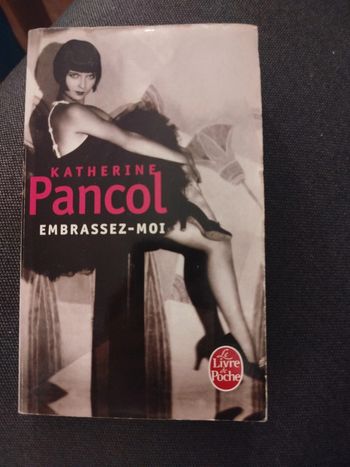 KATHERINE
Pancol
EMBRASSEZ-MOI
Le
Livre
de
Poche